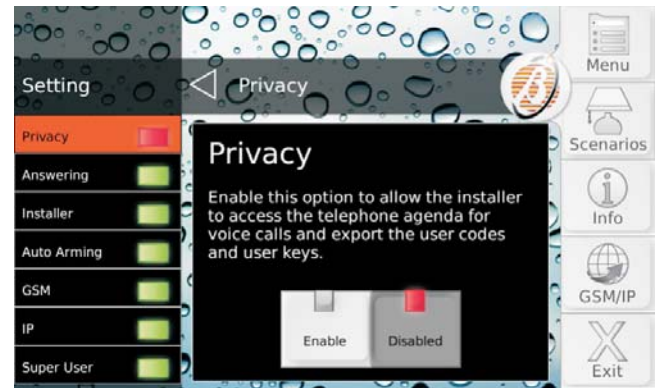 Setting
Privacy
Privacy
Answering
Installer
Auto Arming
GSM
IP
Super User
Privacy
Enable this option to allow the installer
to access the telephone agenda for
voice calls and export the user codes
and user keys.
Enable
Disabled
Menu
Scenarios
Info
GSM/IP
Exit